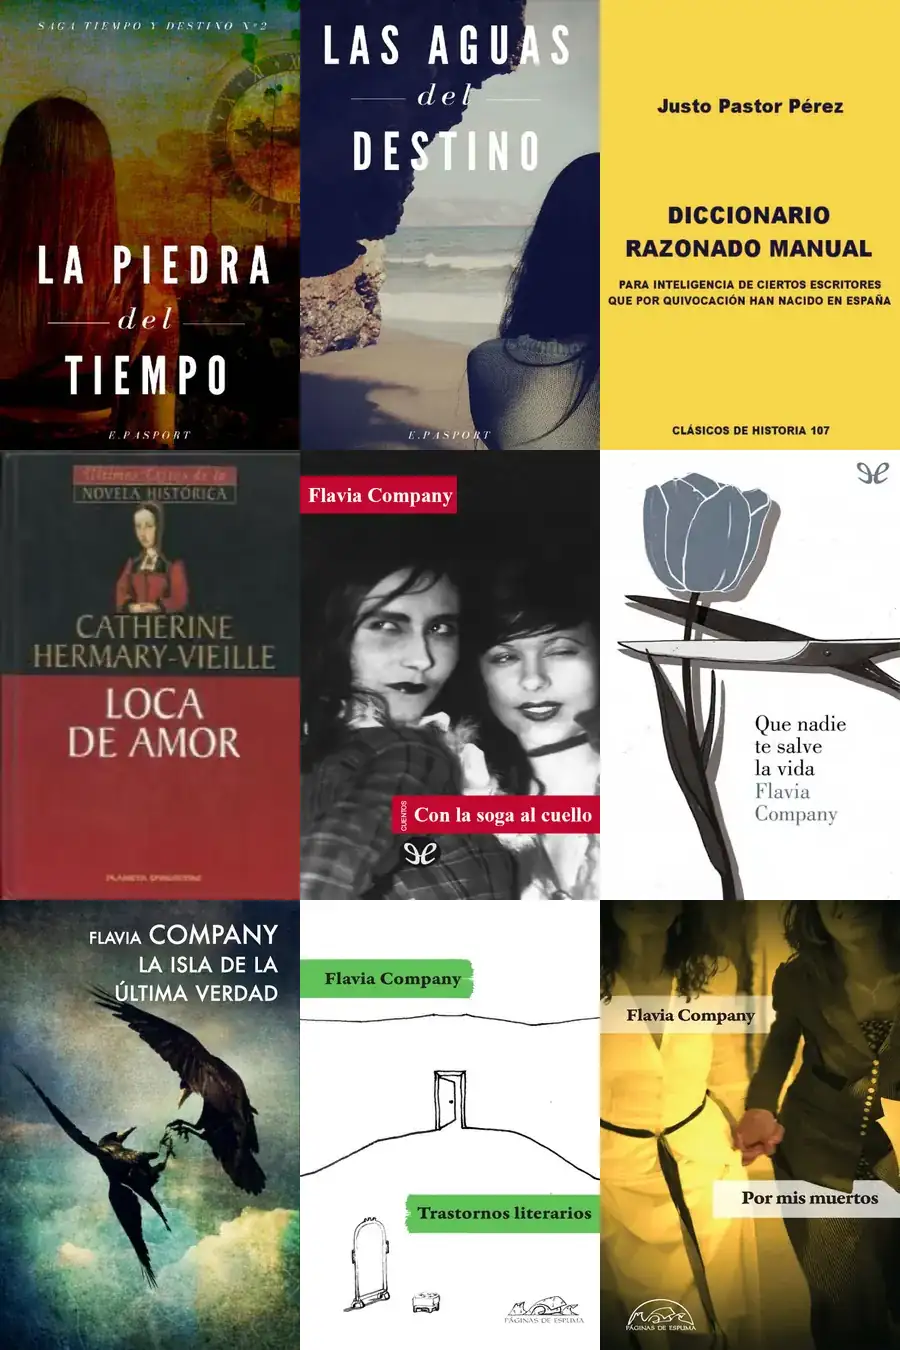 SAGA TIEMPO Y DESTINO Nº2
LA PIEDRA
del
TIEMPO
E.PASPORT
LAS AGUAS
del
DESTINO
E.PASPORT
Justo Pastor Pérez
DICCIONARIO
RAZONADO MANUAL
PARA INTELIGENCIA DE CIERTOS ESCRITORES
QUE POR QUIVOCACIÓN HAN NACIDO EN ESPAÑA
CLÁSICOS DE HISTORIA 107
Últimos Éxitos de la
NOVELA HISTÓRICA
CATHERINE
HERMARY-VIEILLE
LOCA
DE AMOR
PLANETA DEAGOSTINI
Flavia Company
CUENTOS
Con la soga al cuello
Que nadie
te salve
la vida
Flavia
Company
FLAVIA COMPANY
LA ISLA DE LA
ÚLTIMA VERDAD
Flavia Company
Trastornos literarios
PÁGINAS DE ESPUMA
Flavia Company
Por mis muertos
PÁGINAS DE ESPUMA